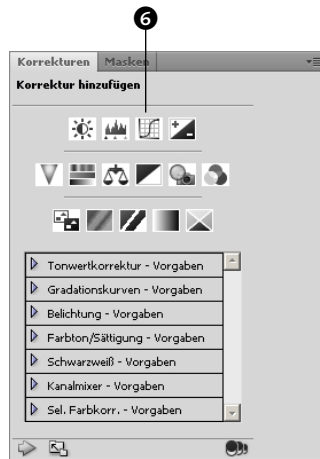 6
Korrekturen Masken
Korrektur hinzufügen
Tonwertkorrektur - Vorgaben
Gradationskurven - Vorgaben
Belichtung - Vorgaben
Farbton/Sättigung - Vorgaben
Schwarzweiß - Vorgaben
Kanalmixer - Vorgaben
Sel. Farbkorr. - Vorgaben